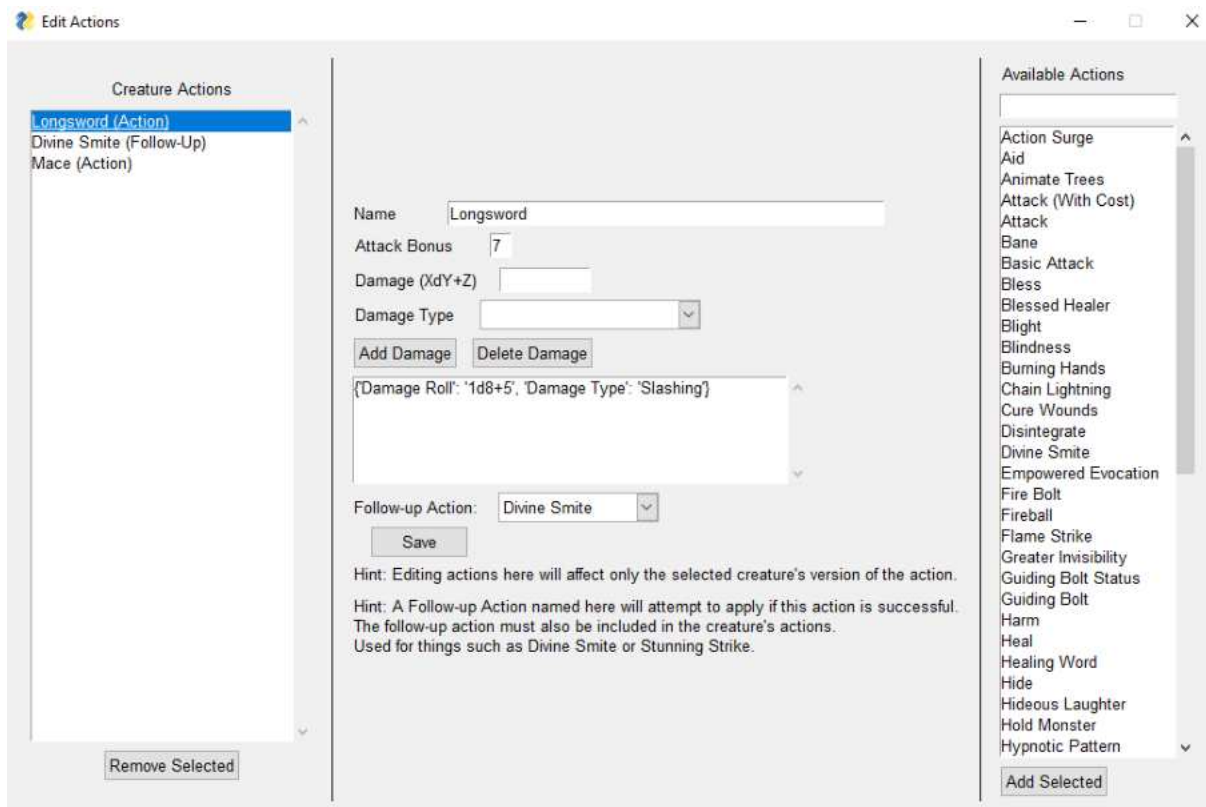 Edit Actions
Creature Actions
Longsword (Action)
Divine Smite (Follow-Up)
Mace (Action)
Remove Selected
Name Longsword
Attack Bonus 7
Damage (XdY+Z)
Damage Type
Add Damage Delete Damage
{'Damage Roll': '1d8+5', 'Damage Type': 'Slashing'}
Follow-up Action: Divine Smite
Save
Hint: Editing actions here will affect only the selected creature's version of the action.
Hint: A Follow-up Action named here will attempt to apply if this action is successful.
The follow-up action must also be included in the creature's actions.
Used for things such as Divine Smite or Stunning Strike.
Available Actions
Action Surge
Aid
Animate Trees
Attack (With Cost)
Attack
Bane
Basic Attack
Bless
Blessed Healer
Blight
Blindness
Burning Hands
Chain Lightning
Cure Wounds
Disintegrate
Divine Smite
Empowered Evocation
Fire Bolt
Fireball
Flame Strike
Greater Invisibility
Guiding Bolt Status
Guiding Bolt
Harm
Heal
Healing Word
Hide
Hideous Laughter
Hold Monster
Hypnotic Pattern
Add Selected